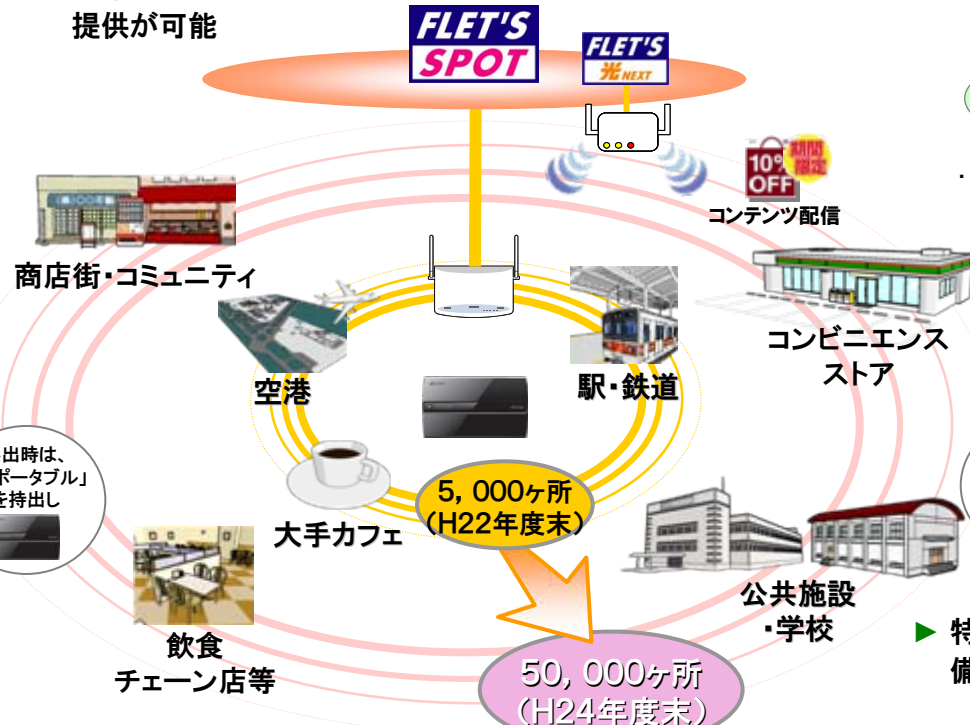 提供が可能
FLET'S
SPOT
FLET'S
光 NEXT
10%
OFF
期間
限定
コンテンツ配信
商店街・コミュニティ
空港
駅・鉄道
コンビニエンス
ストア
出時は、
ポータブル」
を持出し
大手カフェ
5,000ヶ所
(H22年度末)
飲食
チェーン店等
公共施設
・学校
50,000ヶ所
(H24年度末)
▶ 特
備